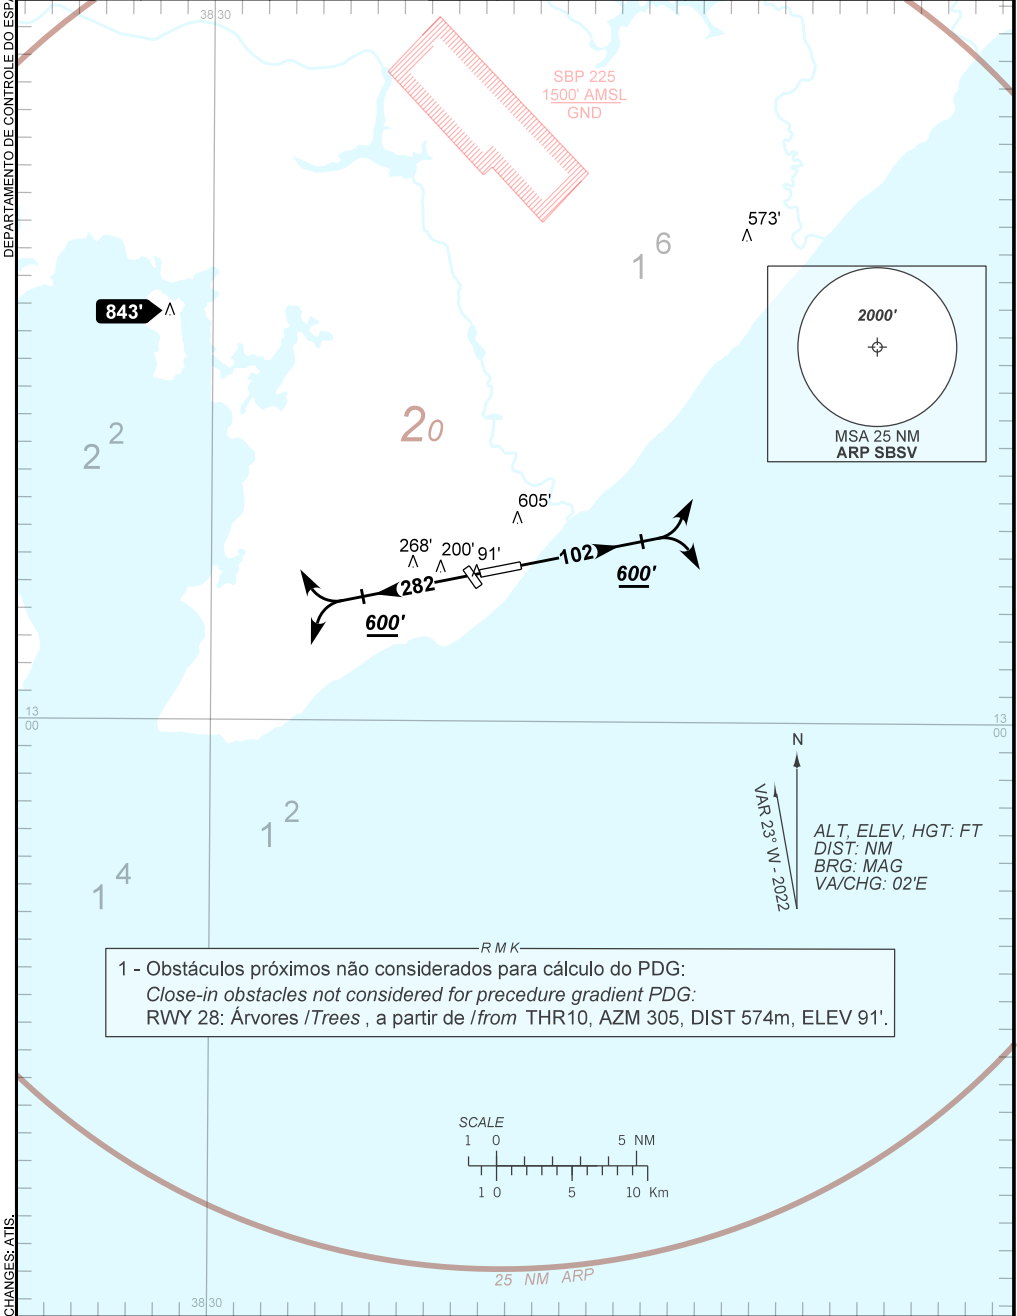 DEPARTAMENTO DE CONTROLE DO ESP
38 30
SBP 225
1500' AMSL
GND
573'
1 6
843'
2000'
MSA 25 NM
ARP SBSV
20
2 2
605'
268'
200'
91'
102
282
600'
600'
13
00
13
00
N
VAR 23° W - 2022
ALT, ELEV, HGT: FT
DIST: NM
BRG: MAG
VA/CHG: 02'E
1 2
1 4
RMK
1 - Obstáculos próximos não considerados para cálculo do PDG:
Close-in obstacles not considered for precedure gradient PDG:
RWY 28: Árvores /Trees , a partir de /from THR10, AZM 305, DIST 574m, ELEV 91'.
SCALE
1 0 5 NM
1 0 5 10 Km
25 NM ARP
38 30
CHANGES: ATIS.